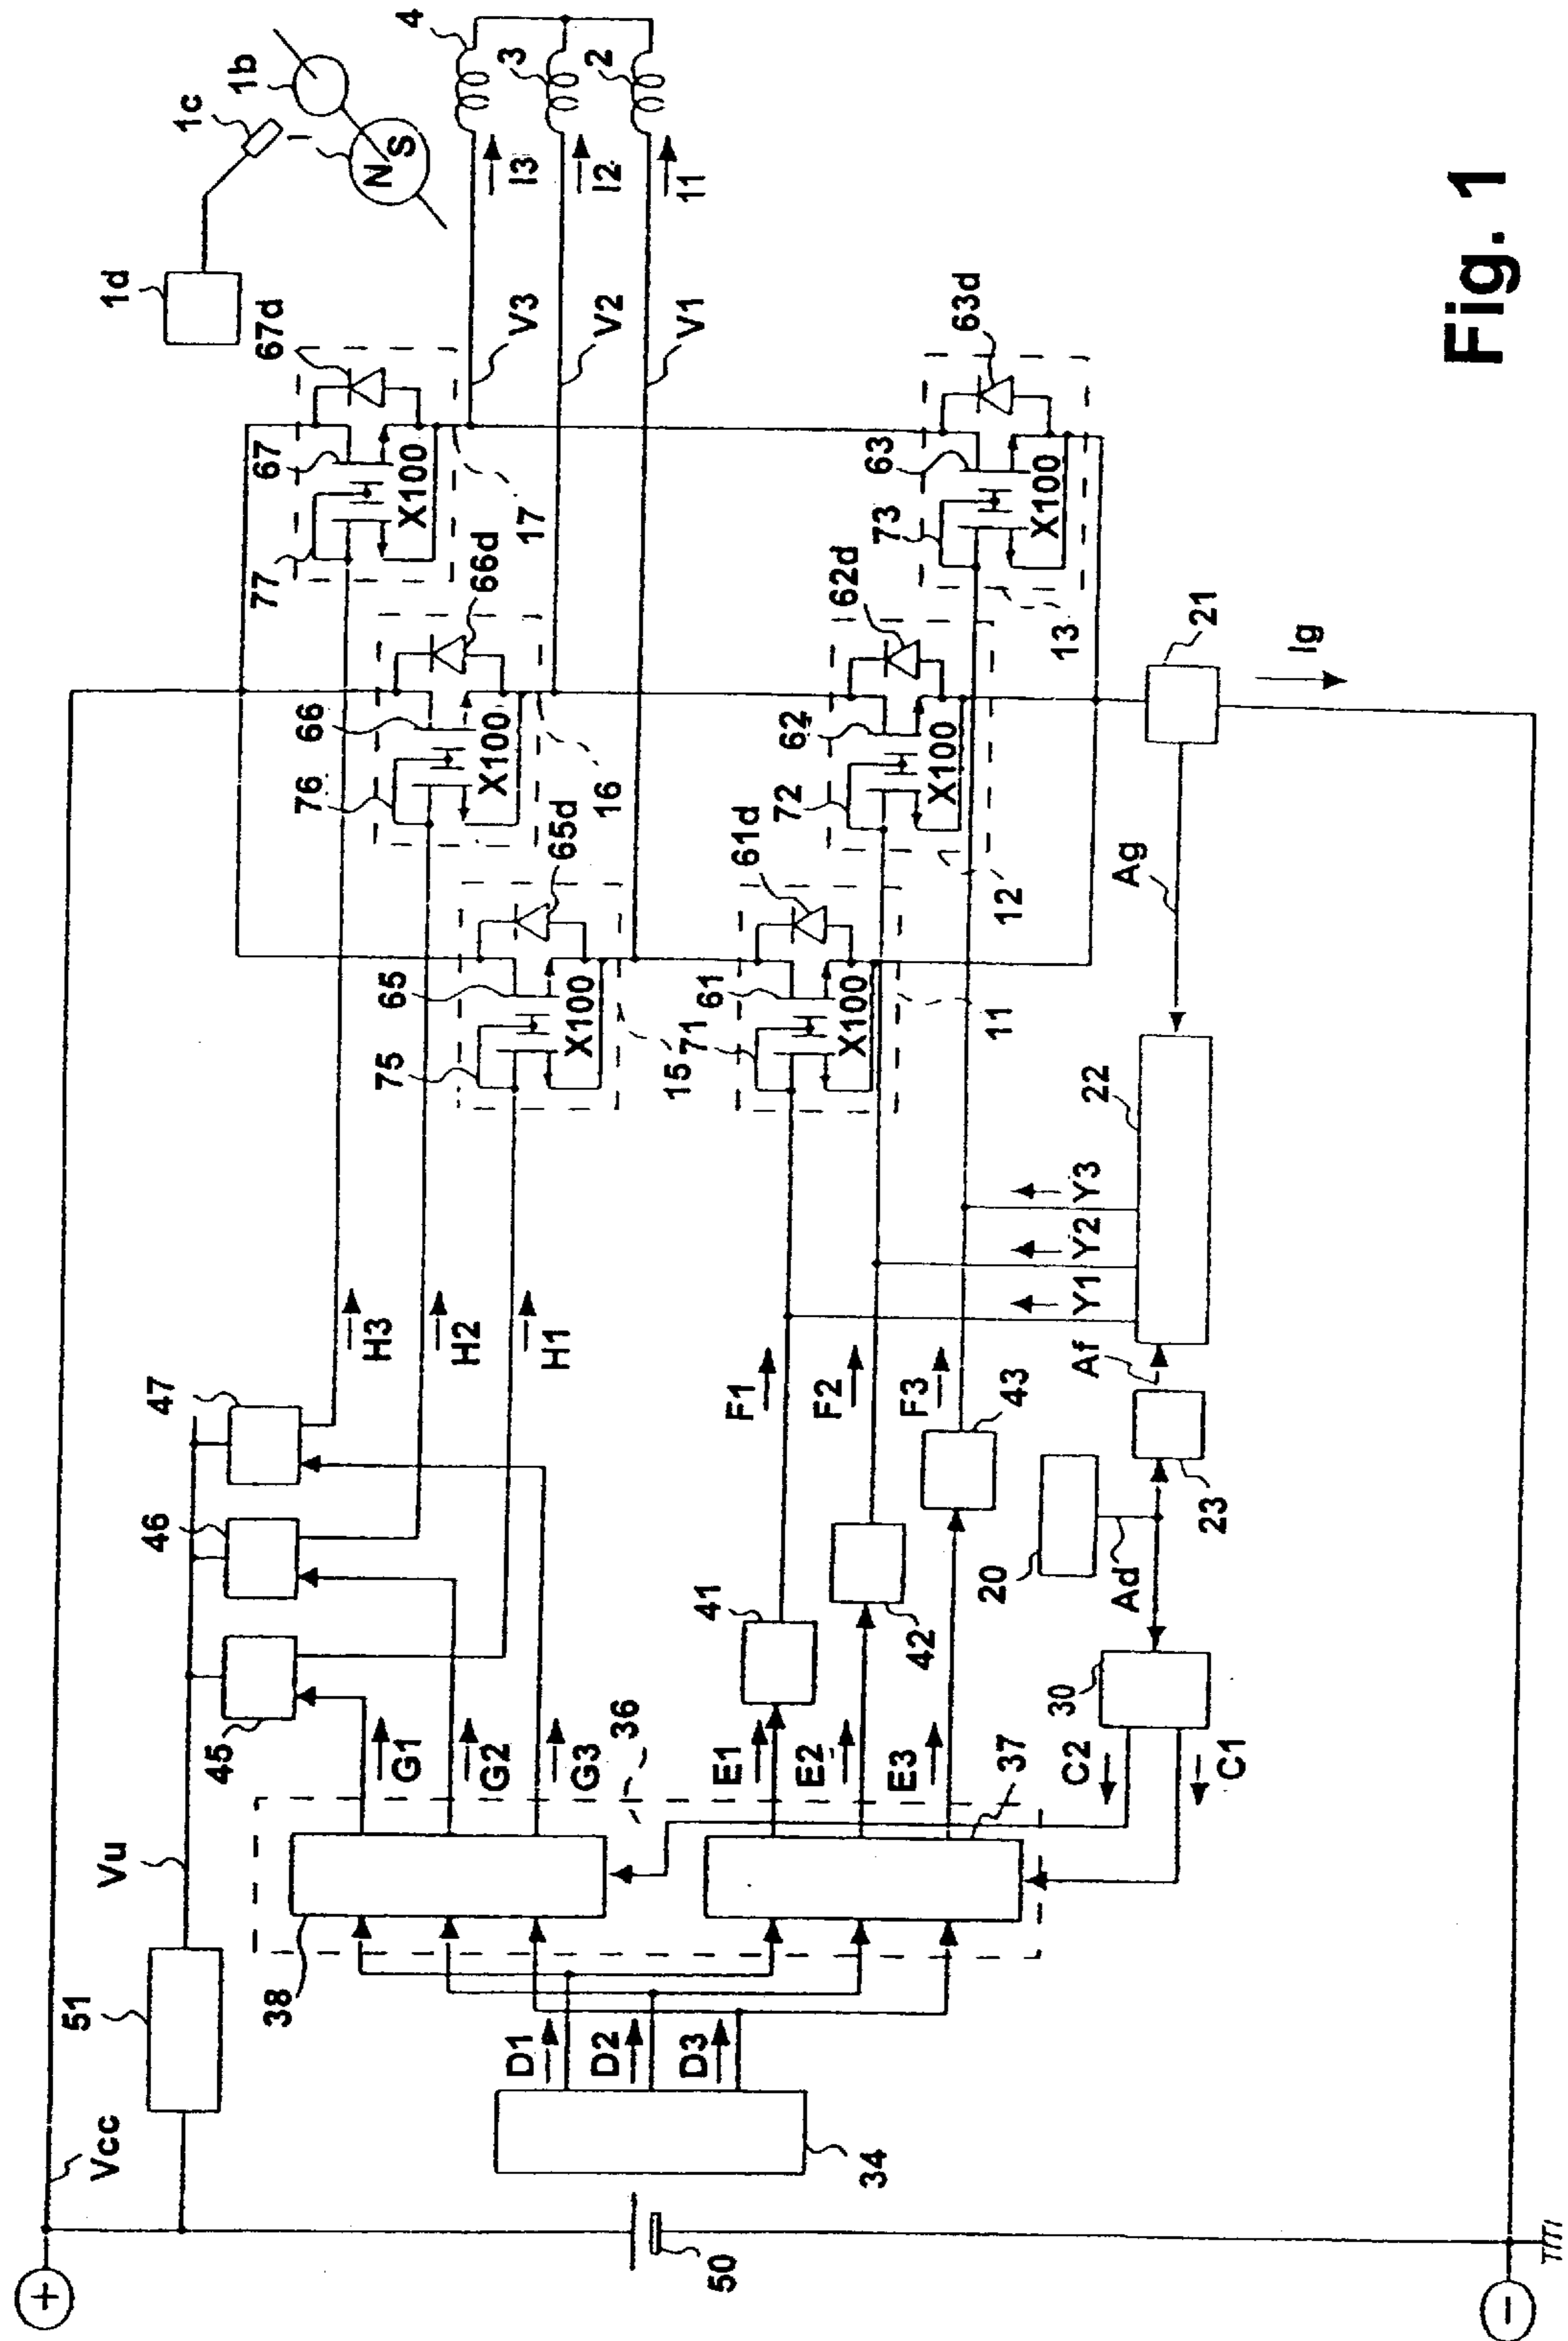 1d
1c
1b
4
N
S
1
67d
3
2
I3
I2
11
V3
V2
V1
67
77
X100
17
66d
66
76
X100
16
65d
65
75
X100
15
63d
63
73
X100
13
62d
62
72
X100
12
61d
61
71
X100
11
21
Ig
Ag
22
Y1
Y2
Y3
Af
47
46
45
H3
H2
H1
F1
F2
F3
43
42
41
23
20
Ad
30
G1
G2
G3
36
E1
E2
E3
37
C2
C1
Vu
51
38
D1
D2
D3
34
Vcc
50
+
−
Fig. 1